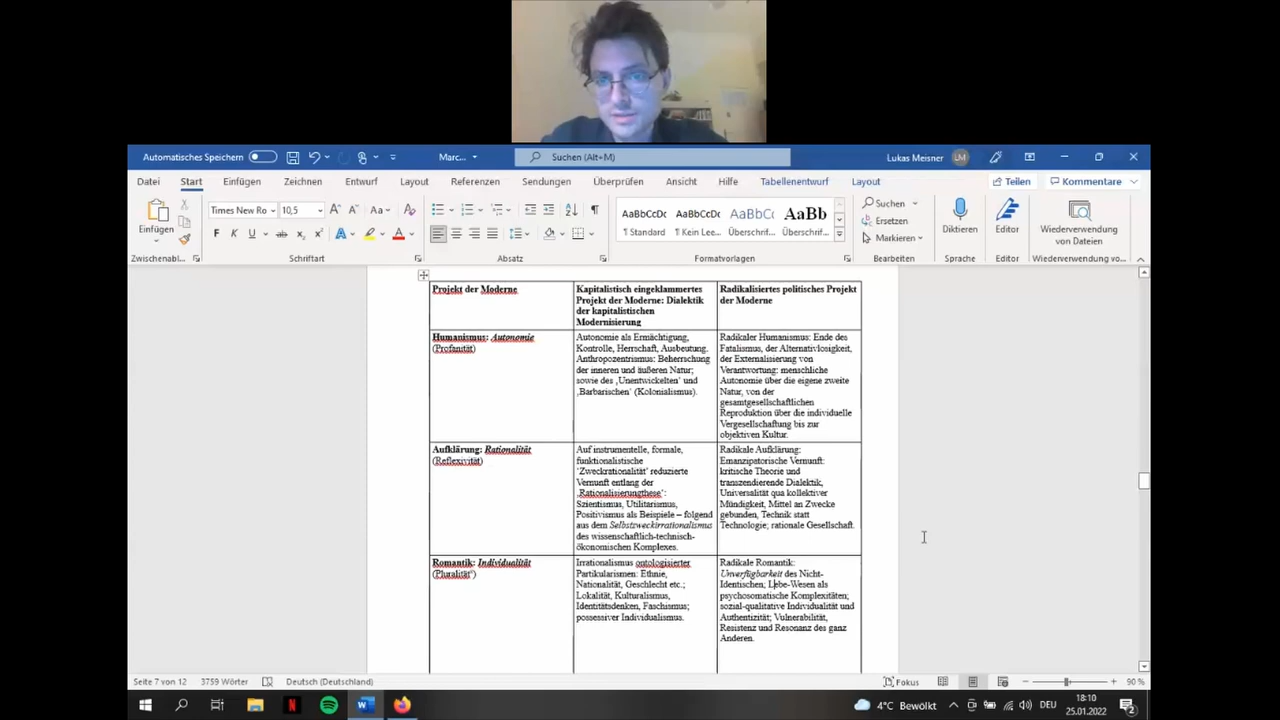 Automatisches Speichern
Marc...
Suchen (Alt+M)
Lukas Meisner
LM
Datei Start Einfügen Zeichnen Entwurf Layout Referenzen Sendungen Überprüfen Ansicht Hilfe Tabellenentwurf Layout Teilen Kommentare
Einfügen
Times New Ro 10,5
F K U
AaBbCcDc AaBbCcDc AaBbCc AaBb
¶ Standard ¶ Kein Lee... Überschrif... Überschrif...
Suchen
Ersetzen
Markieren
Diktieren
Editor
Wiederverwendung
von Dateien
Zwischenabl... Schriftart Absatz Formatvorlagen Bearbeiten Sprache Editor Wiederverwendung vo...
Projekt der Moderne
Kapitalistisch eingeklammertes
Projekt der Moderne: Dialektik
der kapitalistischen
Modernisierung
Radikalisiertes politisches Projekt
der Moderne
Humanismus: Autonomie
(Profanität)
Autonomie als Ermächtigung,
Kontrolle, Herrschaft, Ausbeutung.
Anthropozentrismus: Beherrschung
der inneren und äußeren Natur;
sowie des ‚Unentwickelten' und
‚Barbarischen' (Kolonialismus).
Radikaler Humanismus: Ende des
Fatalismus, der Alternativlosigkeit,
der Externalisierung von
Verantwortung: menschliche
Autonomie über die eigene zweite
Natur, von der
gesamtgesellschaftlichen
Reproduktion über die individuelle
Vergesellschaftung bis zur
objektiven Kultur.
Aufklärung: Rationalität
(Reflexivität)
Auf instrumentelle, formale,
funktionalistische
'Zweckrationalität' reduzierte
Vernunft entlang der
‚Rationalisierungthese':
Szientismus, Utilitarismus,
Positivismus als Beispiele – folgend
aus dem Selbstzweckirrationalismus
des wissenschaftlich-technisch-
ökonomischen Komplexes.
Radikale Aufklärung:
Emanzipatorische Vernunft:
kritische Theorie und
transzendierende Dialektik,
Universalität qua kollektiver
Mündigkeit, Mittel an Zwecke
gebunden, Technik statt
Technologie; rationale Gesellschaft.
Romantik: Individualität
(Pluralität')
Irrationalismus ontologisierter
Partikularismen: Ethnie,
Nationalität, Geschlecht etc.;
Lokalität, Kulturalismus,
Identitätsdenken, Faschismus;
possessiver Individualismus.
Radikale Romantik:
Unverfügbarkeit des Nicht-
Identischen; Lebe-Wesen als
psychosomatische Komplexitäten;
sozial-qualitative Individualität und
Authentizität; Vulnerabilität,
Resistenz und Resonanz des ganz
Anderen.
Seite 7 von 12 3759 Wörter Deutsch (Deutschland) Fokus 90 %
4°C Bewölkt DEU
18:10
25.01.2022
2